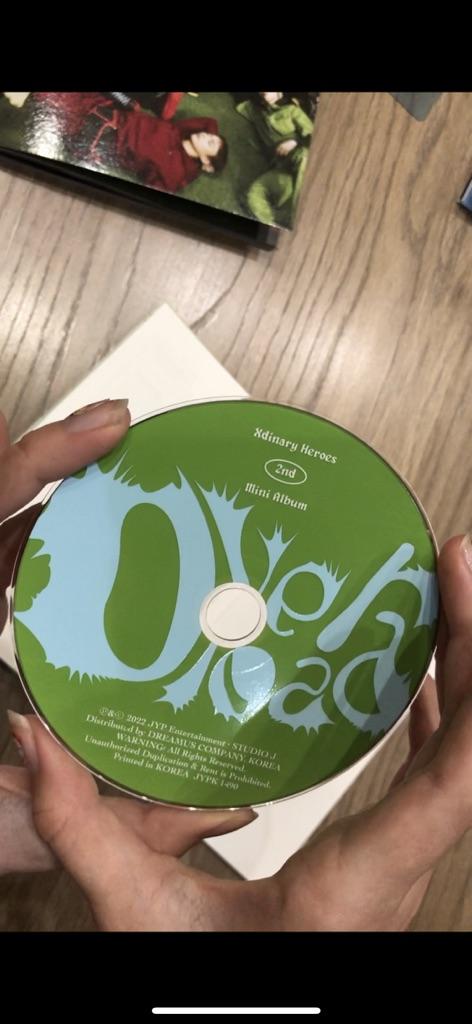 Xdinary Heroes
2nd
Mini Album
Overload
℗&© 2022 JYP Entertainment · STUDIO J
Distributed by DREAMUS COMPANY, KOREA
WARNING: All Rights Reserved.
Unauthorized Duplication & Rent is Prohibited.
Printed in KOREA JYPK 1490